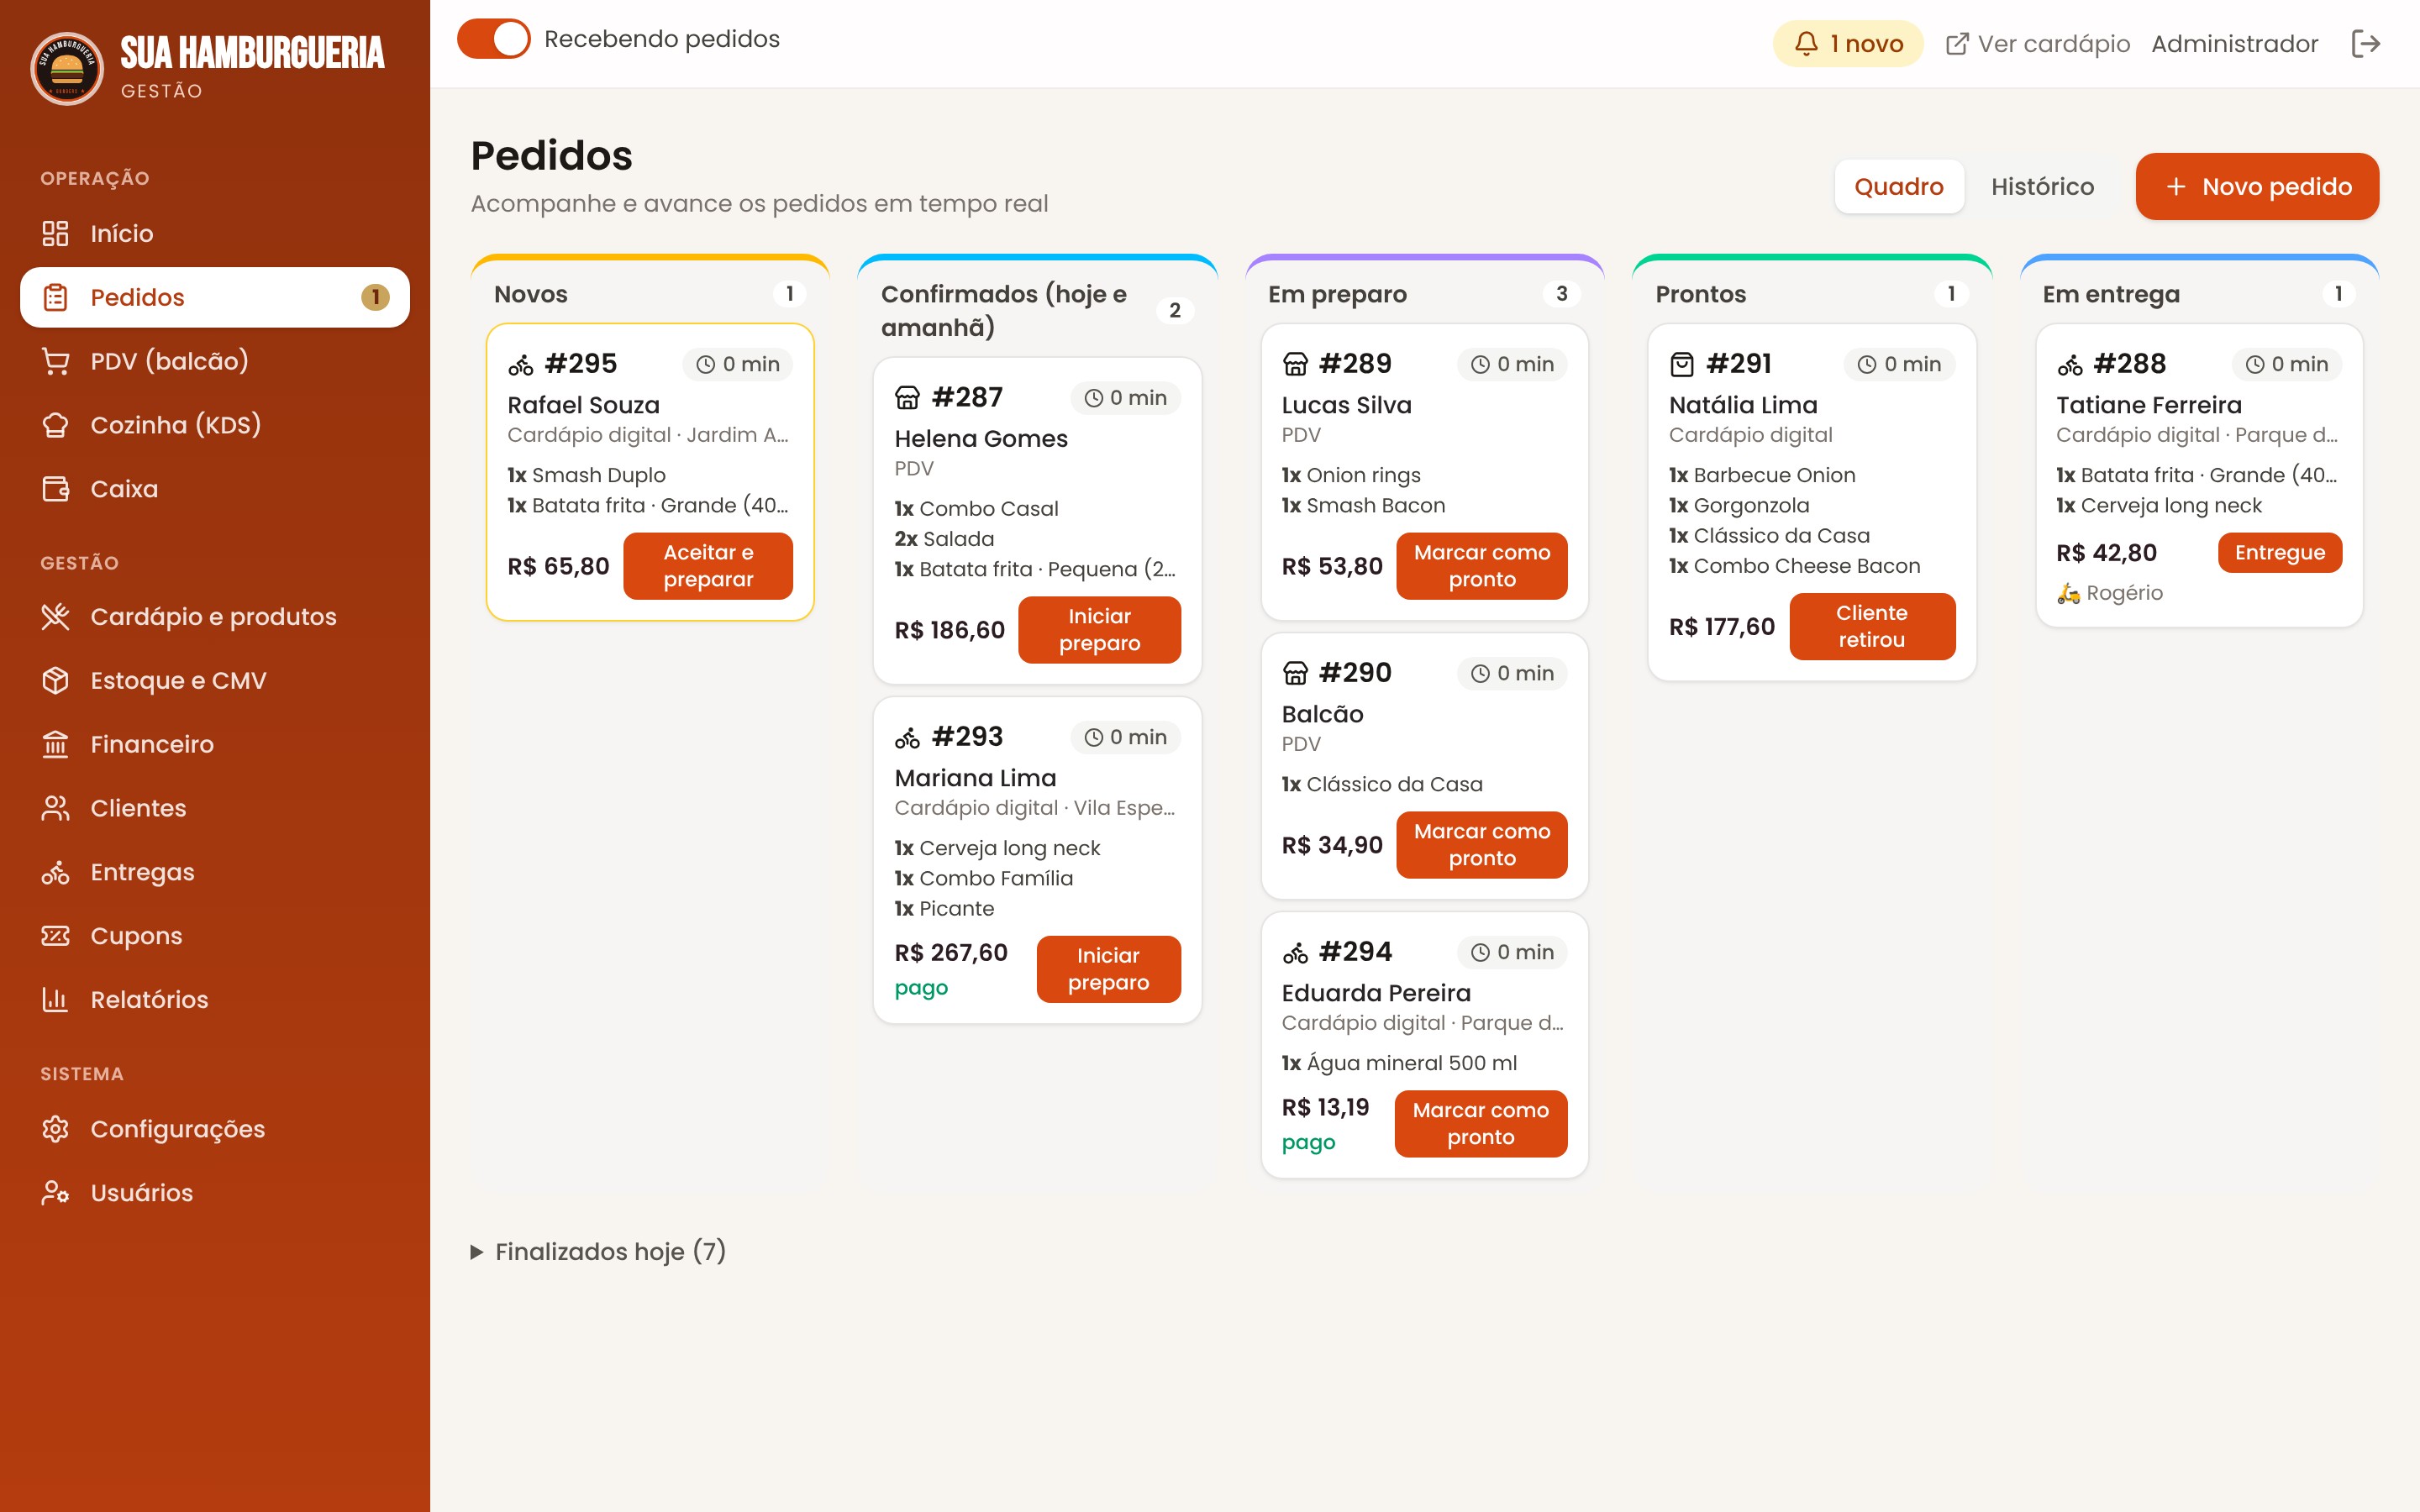 SUA HAMBURGUERIA
GESTÃO
OPERAÇÃO
Início
Pedidos 1
PDV (balcão)
Cozinha (KDS)
Caixa
GESTÃO
Cardápio e produtos
Estoque e CMV
Financeiro
Clientes
Entregas
Cupons
Relatórios
SISTEMA
Configurações
Usuários
Recebendo pedidos
1 novo
Ver cardápio
Administrador
Pedidos
Acompanhe e avance os pedidos em tempo real
Quadro
Histórico
+ Novo pedido
Novos 1
#295 0 min
Rafael Souza
Cardápio digital · Jardim A...
1x Smash Duplo
1x Batata frita · Grande (40...
R$ 65,80
Aceitar e
preparar
Confirmados (hoje e
amanhã) 2
#287 0 min
Helena Gomes
PDV
1x Combo Casal
2x Salada
1x Batata frita · Pequena (2...
R$ 186,60
Iniciar
preparo
#293 0 min
Mariana Lima
Cardápio digital · Vila Espe...
1x Cerveja long neck
1x Combo Família
1x Picante
R$ 267,60
pago
Iniciar
preparo
Em preparo 3
#289 0 min
Lucas Silva
PDV
1x Onion rings
1x Smash Bacon
R$ 53,80
Marcar como
pronto
#290 0 min
Balcão
PDV
1x Clássico da Casa
R$ 34,90
Marcar como
pronto
#294 0 min
Eduarda Pereira
Cardápio digital · Parque d...
1x Água mineral 500 ml
R$ 13,19
pago
Marcar como
pronto
Prontos 1
#291 0 min
Natália Lima
Cardápio digital
1x Barbecue Onion
1x Gorgonzola
1x Clássico da Casa
1x Combo Cheese Bacon
R$ 177,60
Cliente
retirou
Em entrega 1
#288 0 min
Tatiane Ferreira
Cardápio digital · Parque d...
1x Batata frita · Grande (40...
1x Cerveja long neck
R$ 42,80
Entregue
Rogério
Finalizados hoje (7)